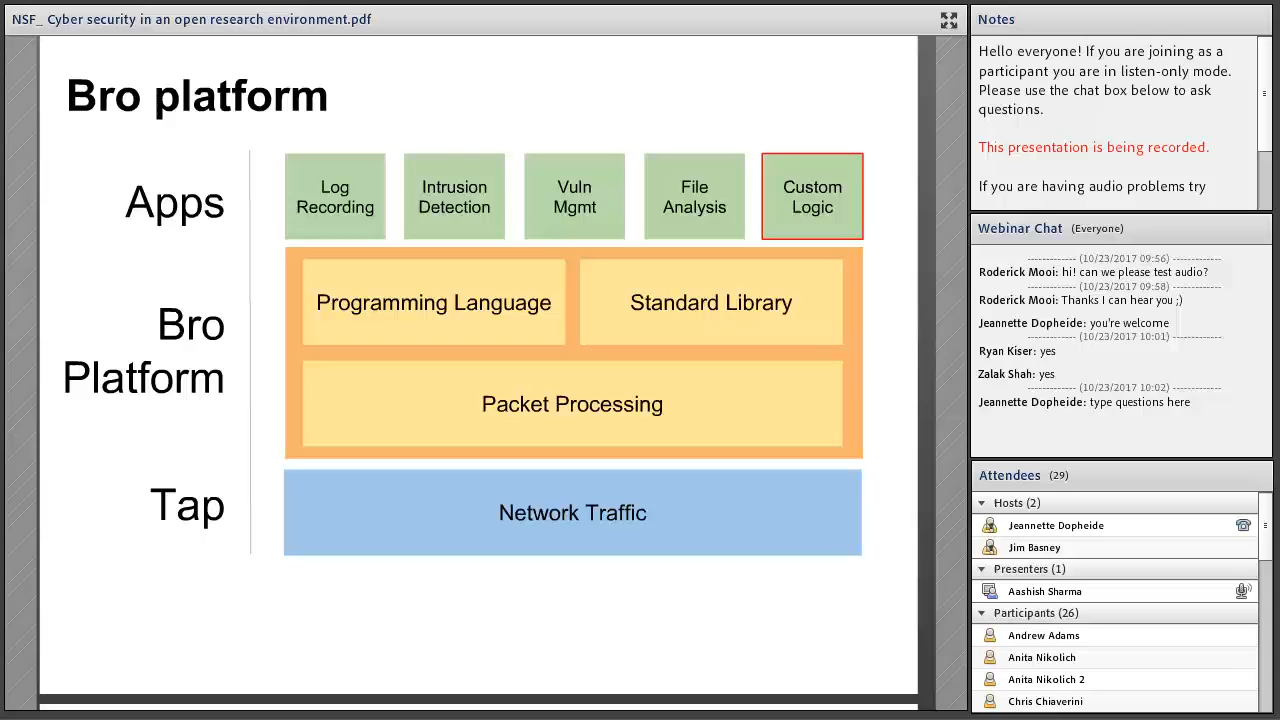 NSF_ Cyber security in an open research environment.pdf
Bro platform
Apps
Log
Recording
Intrusion
Detection
Vuln
Mgmt
File
Analysis
Custom
Logic
Bro
Platform
Programming Language
Standard Library
Packet Processing
Tap
Network Traffic
Notes
Hello everyone! If you are joining as a
participant you are in listen-only mode.
Please use the chat box below to ask
questions.
This presentation is being recorded.
If you are having audio problems try
Webinar Chat (Everyone)
------------- (10/23/2017 09:56) -------------
Roderick Mooi: hi! can we please test audio?
------------- (10/23/2017 09:58) -------------
Roderick Mooi: Thanks I can hear you ;)
Jeannette Dopheide: you're welcome
------------- (10/23/2017 10:01) -------------
Ryan Kiser: yes
Zalak Shah: yes
------------- (10/23/2017 10:02) -------------
Jeannette Dopheide: type questions here
Attendees (29)
Hosts (2)
Jeannette Dopheide
Jim Basney
Presenters (1)
Aashish Sharma
Participants (26)
Andrew Adams
Anita Nikolich
Anita Nikolich 2
Chris Chiaverini